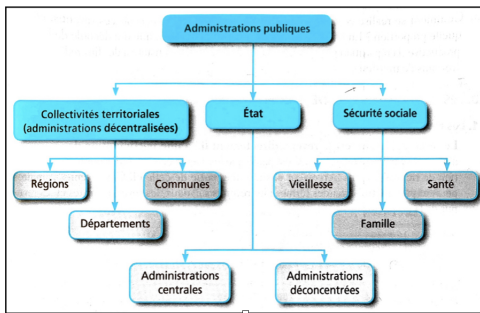 Administrations publiques
Collectivités territoriales
(administrations décentralisées)
État
Sécurité sociale
Régions
Communes
Vieillesse
Santé
Départements
Famille
Administrations
centrales
Administrations
déconcentrées